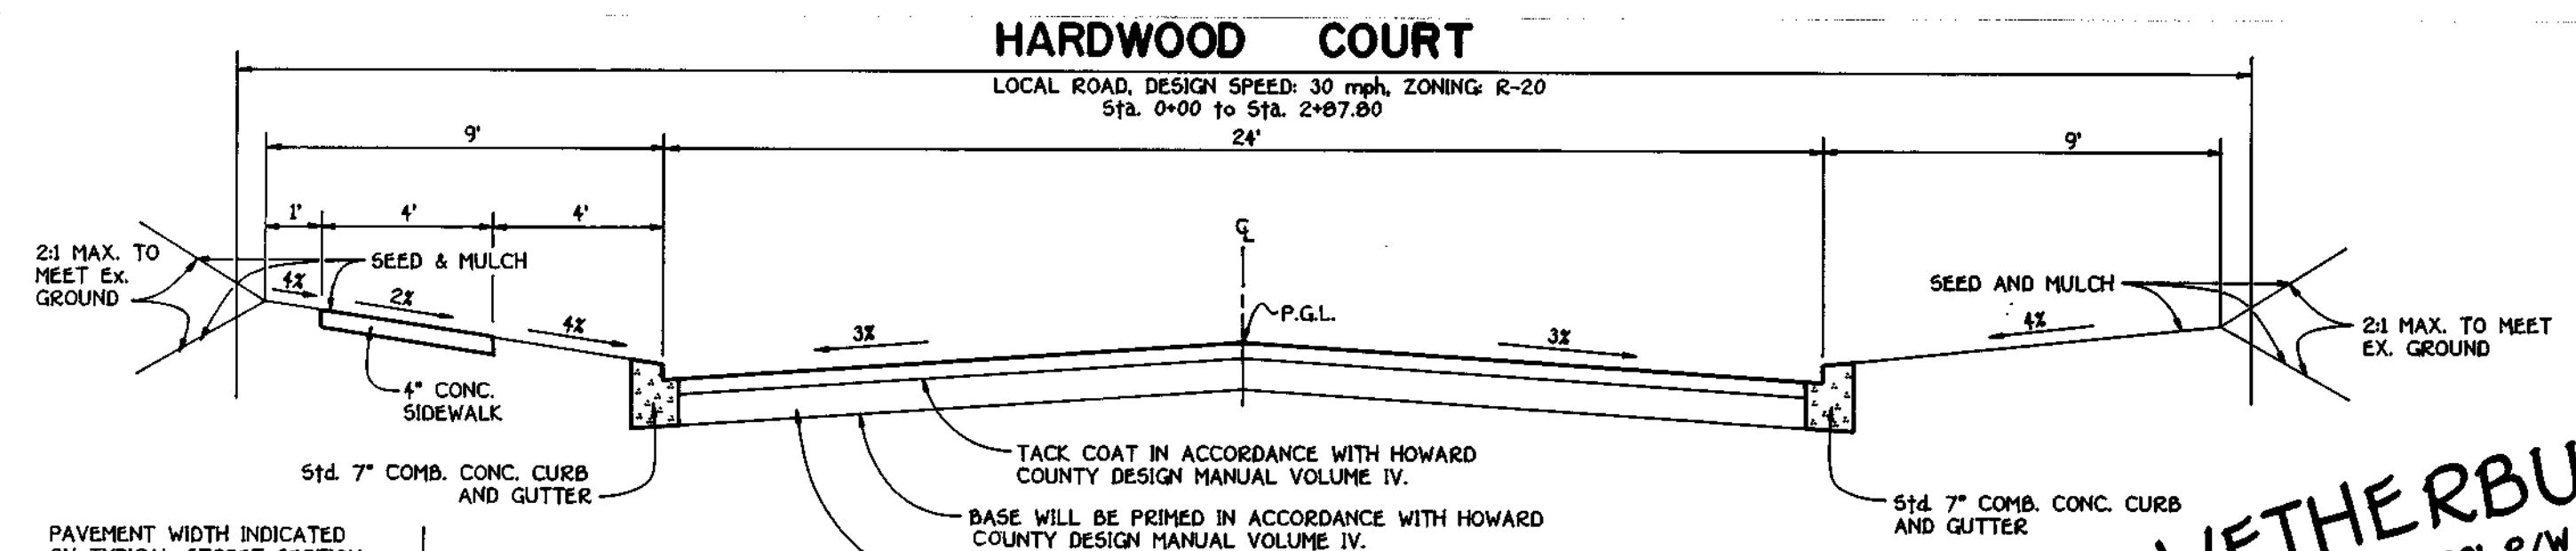 HARDWOOD COURT
LOCAL ROAD, DESIGN SPEED: 30 mph, ZONING: R-20
Sta. 0+00 to Sta. 2+87.80
9'
24'
9'
1'
4'
4'
℄
2:1 MAX. TO
MEET Ex.
GROUND
SEED & MULCH
4%
2%
4%
3%
P.G.L.
3%
SEED AND MULCH
4%
2:1 MAX. TO MEET
EX. GROUND
4" CONC.
SIDEWALK
Std. 7" COMB. CONC. CURB
AND GUTTER
TACK COAT IN ACCORDANCE WITH HOWARD
COUNTY DESIGN MANUAL VOLUME IV.
BASE WILL BE PRIMED IN ACCORDANCE WITH HOWARD
COUNTY DESIGN MANUAL VOLUME IV.
Std. 7" COMB. CONC. CURB
AND GUTTER
PAVEMENT WIDTH INDICATED
R/W